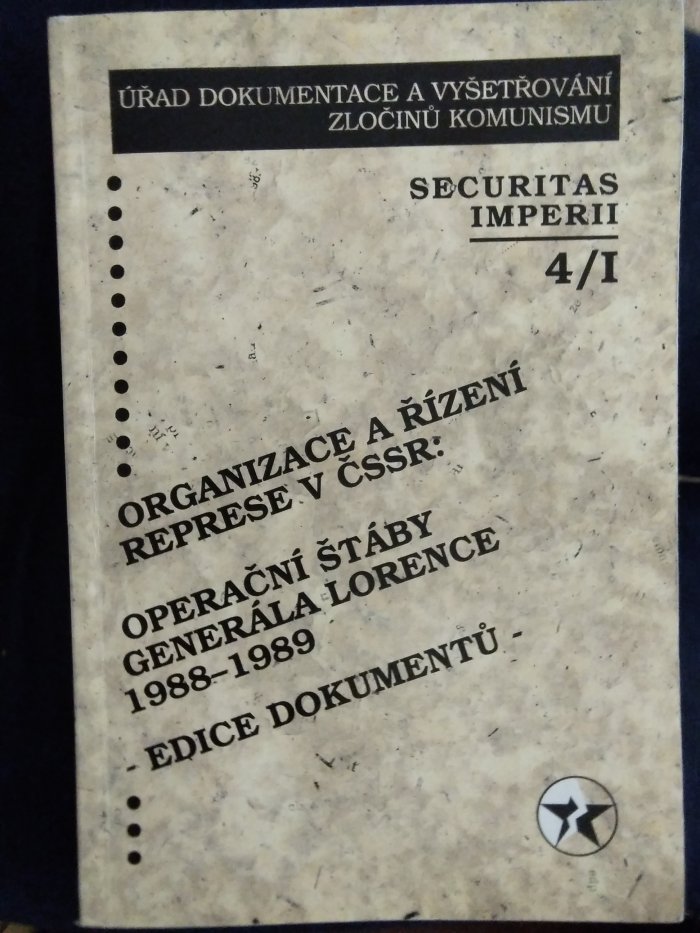 ÚŘAD DOKUMENTACE A VYŠETŘOVÁNÍ
ZLOČINŮ KOMUNISMU
SECURITAS
IMPERII
4/I
ORGANIZACE A ŘÍZENÍ
REPRESE V ČSSR:
OPERAČNÍ ŠTÁBY
GENERÁLA LORENCE
1988–1989
- EDICE DOKUMENTŮ -